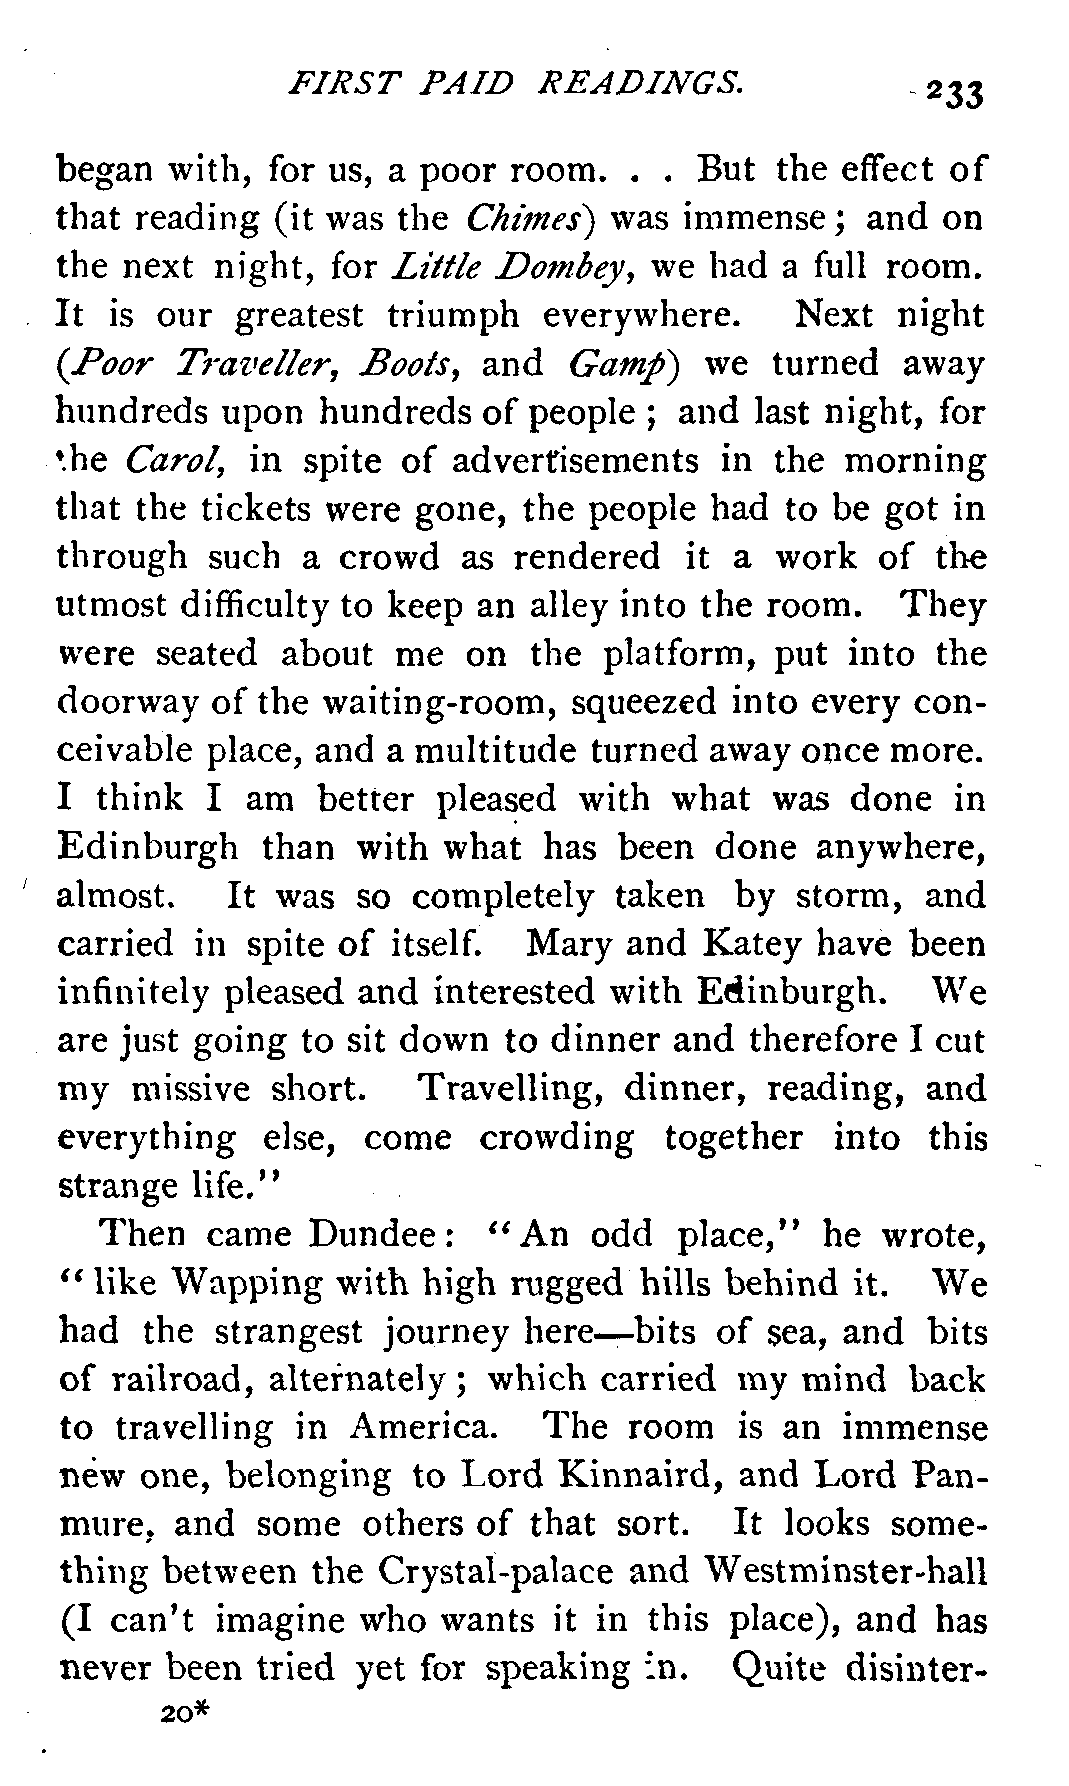 FIRST PAID READINGS. 233
began with, for us, a poor room. . . But the effect of
that reading (it was the Chimes) was immense; and on
the next night, for Little Dombey, we had a full room.
It is our greatest triumph everywhere. Next night
(Poor Traveller, Boots, and Gamp) we turned away
hundreds upon hundreds of people; and last night, for
the Carol, in spite of advertisements in the morning
that the tickets were gone, the people had to be got in
through such a crowd as rendered it a work of the
utmost difficulty to keep an alley into the room. They
were seated about me on the platform, put into the
doorway of the waiting-room, squeezed into every con-
ceivable place, and a multitude turned away once more.
I think I am better pleased with what was done in
Edinburgh than with what has been done anywhere,
almost. It was so completely taken by storm, and
carried in spite of itself. Mary and Katey have been
infinitely pleased and interested with Edinburgh. We
are just going to sit down to dinner and therefore I cut
my missive short. Travelling, dinner, reading, and
everything else, come crowding together into this
strange life."
Then came Dundee: "An odd place," he wrote,
"like Wapping with high rugged hills behind it. We
had the strangest journey here—bits of sea, and bits
of railroad, alternately; which carried my mind back
to travelling in America. The room is an immense
new one, belonging to Lord Kinnaird, and Lord Pan-
mure, and some others of that sort. It looks some-
thing between the Crystal-palace and Westminster-hall
(I can't imagine who wants it in this place), and has
never been tried yet for speaking in. Quite disinter-
20*